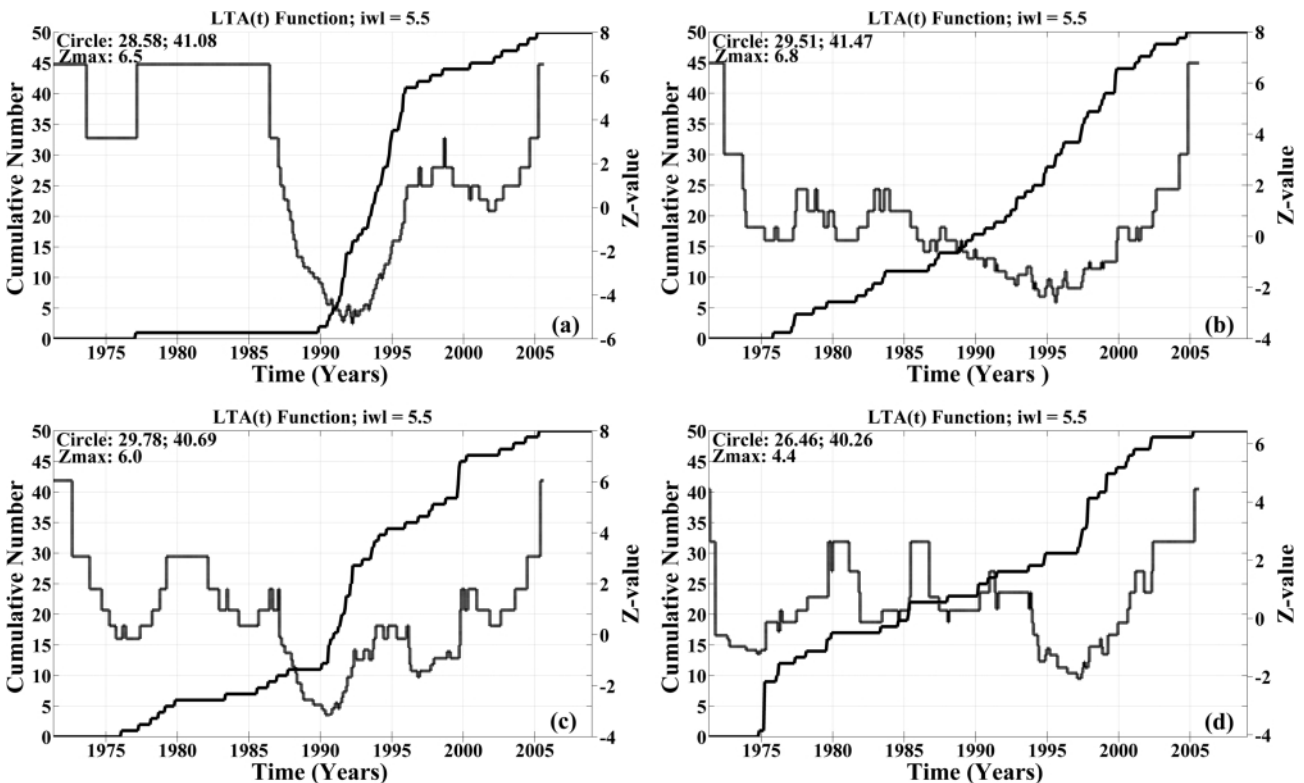 LTA(t) Function; iwl = 5.5
Circle: 28.58; 41.08
Zmax: 6.5
50
45
40
35
30
25
20
15
10
5
0
Cumulative Number
8
6
4
2
0
-2
-4
-6
Z-value
(a)
1975 1980 1985 1990 1995 2000 2005
Time (Years)
LTA(t) Function; iwl = 5.5
Circle: 29.51; 41.47
Zmax: 6.8
50
45
40
35
30
25
20
15
10
5
0
Cumulative Number
8
6
4
2
0
-2
-4
Z-value
(b)
1975 1980 1985 1990 1995 2000 2005
Time (Years )
LTA(t) Function; iwl = 5.5
Circle: 29.78; 40.69
Zmax: 6.0
50
45
40
35
30
25
20
15
10
5
0
Cumulative Number
8
6
4
2
0
-2
-4
Z-value
(c)
1975 1980 1985 1990 1995 2000 2005
Time (Years)
LTA(t) Function; iwl = 5.5
Circle: 26.46; 40.26
Zmax: 4.4
50
45
40
35
30
25
20
15
10
5
0
Cumulative Number
6
4
2
0
-2
-4
Z-value
(d)
1975 1980 1985 1990 1995 2000 2005
Time (Years)